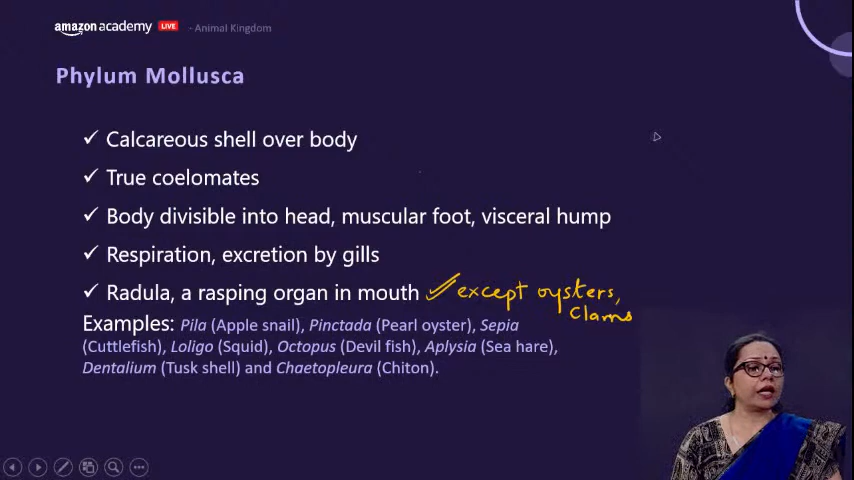 amazon academy LIVE - Animal Kingdom
Phylum Mollusca
✓ Calcareous shell over body
✓ True coelomates
✓ Body divisible into head, muscular foot, visceral hump
✓ Respiration, excretion by gills
✓ Radula, a rasping organ in mouth ✓ except oysters,
clams
Examples: Pila (Apple snail), Pinctada (Pearl oyster), Sepia
(Cuttlefish), Loligo (Squid), Octopus (Devil fish), Aplysia (Sea hare),
Dentalium (Tusk shell) and Chaetopleura (Chiton).